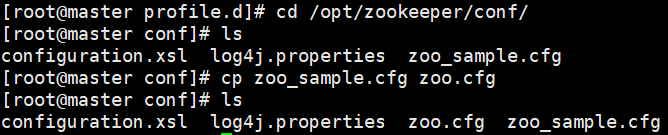 [root@master profile.d]# cd /opt/zookeeper/conf/
[root@master conf]# ls
configuration.xsl  log4j.properties  zoo_sample.cfg
[root@master conf]# cp zoo_sample.cfg zoo.cfg
[root@master conf]# ls
configuration.xsl  log4j.properties  zoo.cfg  zoo_sample.cfg